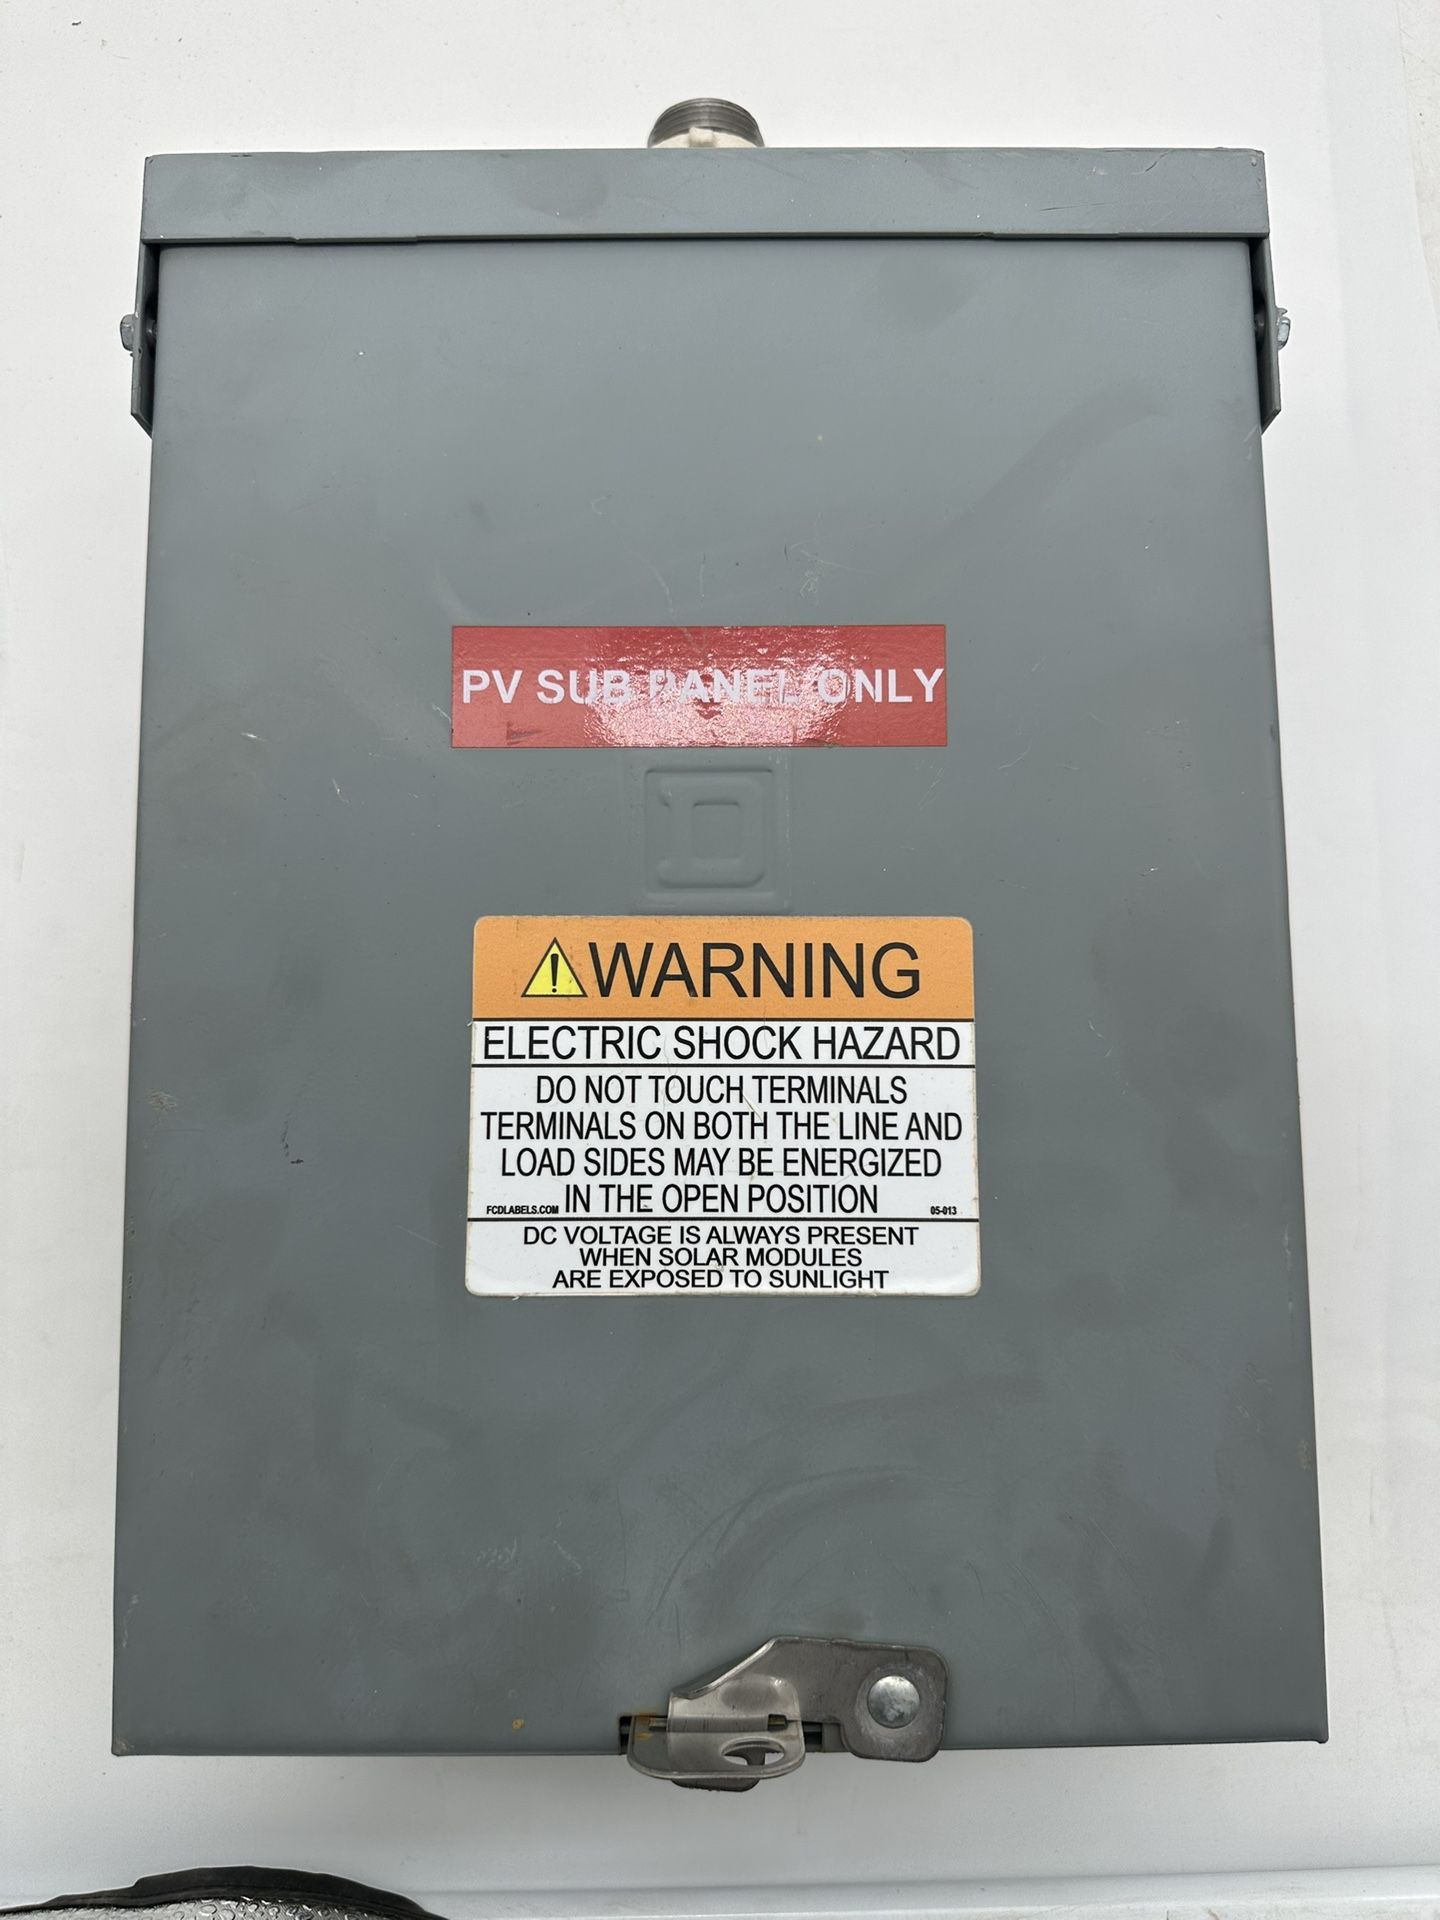 PV SUB PANEL ONLY
WARNING
ELECTRIC SHOCK HAZARD
DO NOT TOUCH TERMINALS
TERMINALS ON BOTH THE LINE AND
LOAD SIDES MAY BE ENERGIZED
IN THE OPEN POSITION
FCDLABELS.COM
05-013
DC VOLTAGE IS ALWAYS PRESENT
WHEN SOLAR MODULES
ARE EXPOSED TO SUNLIGHT